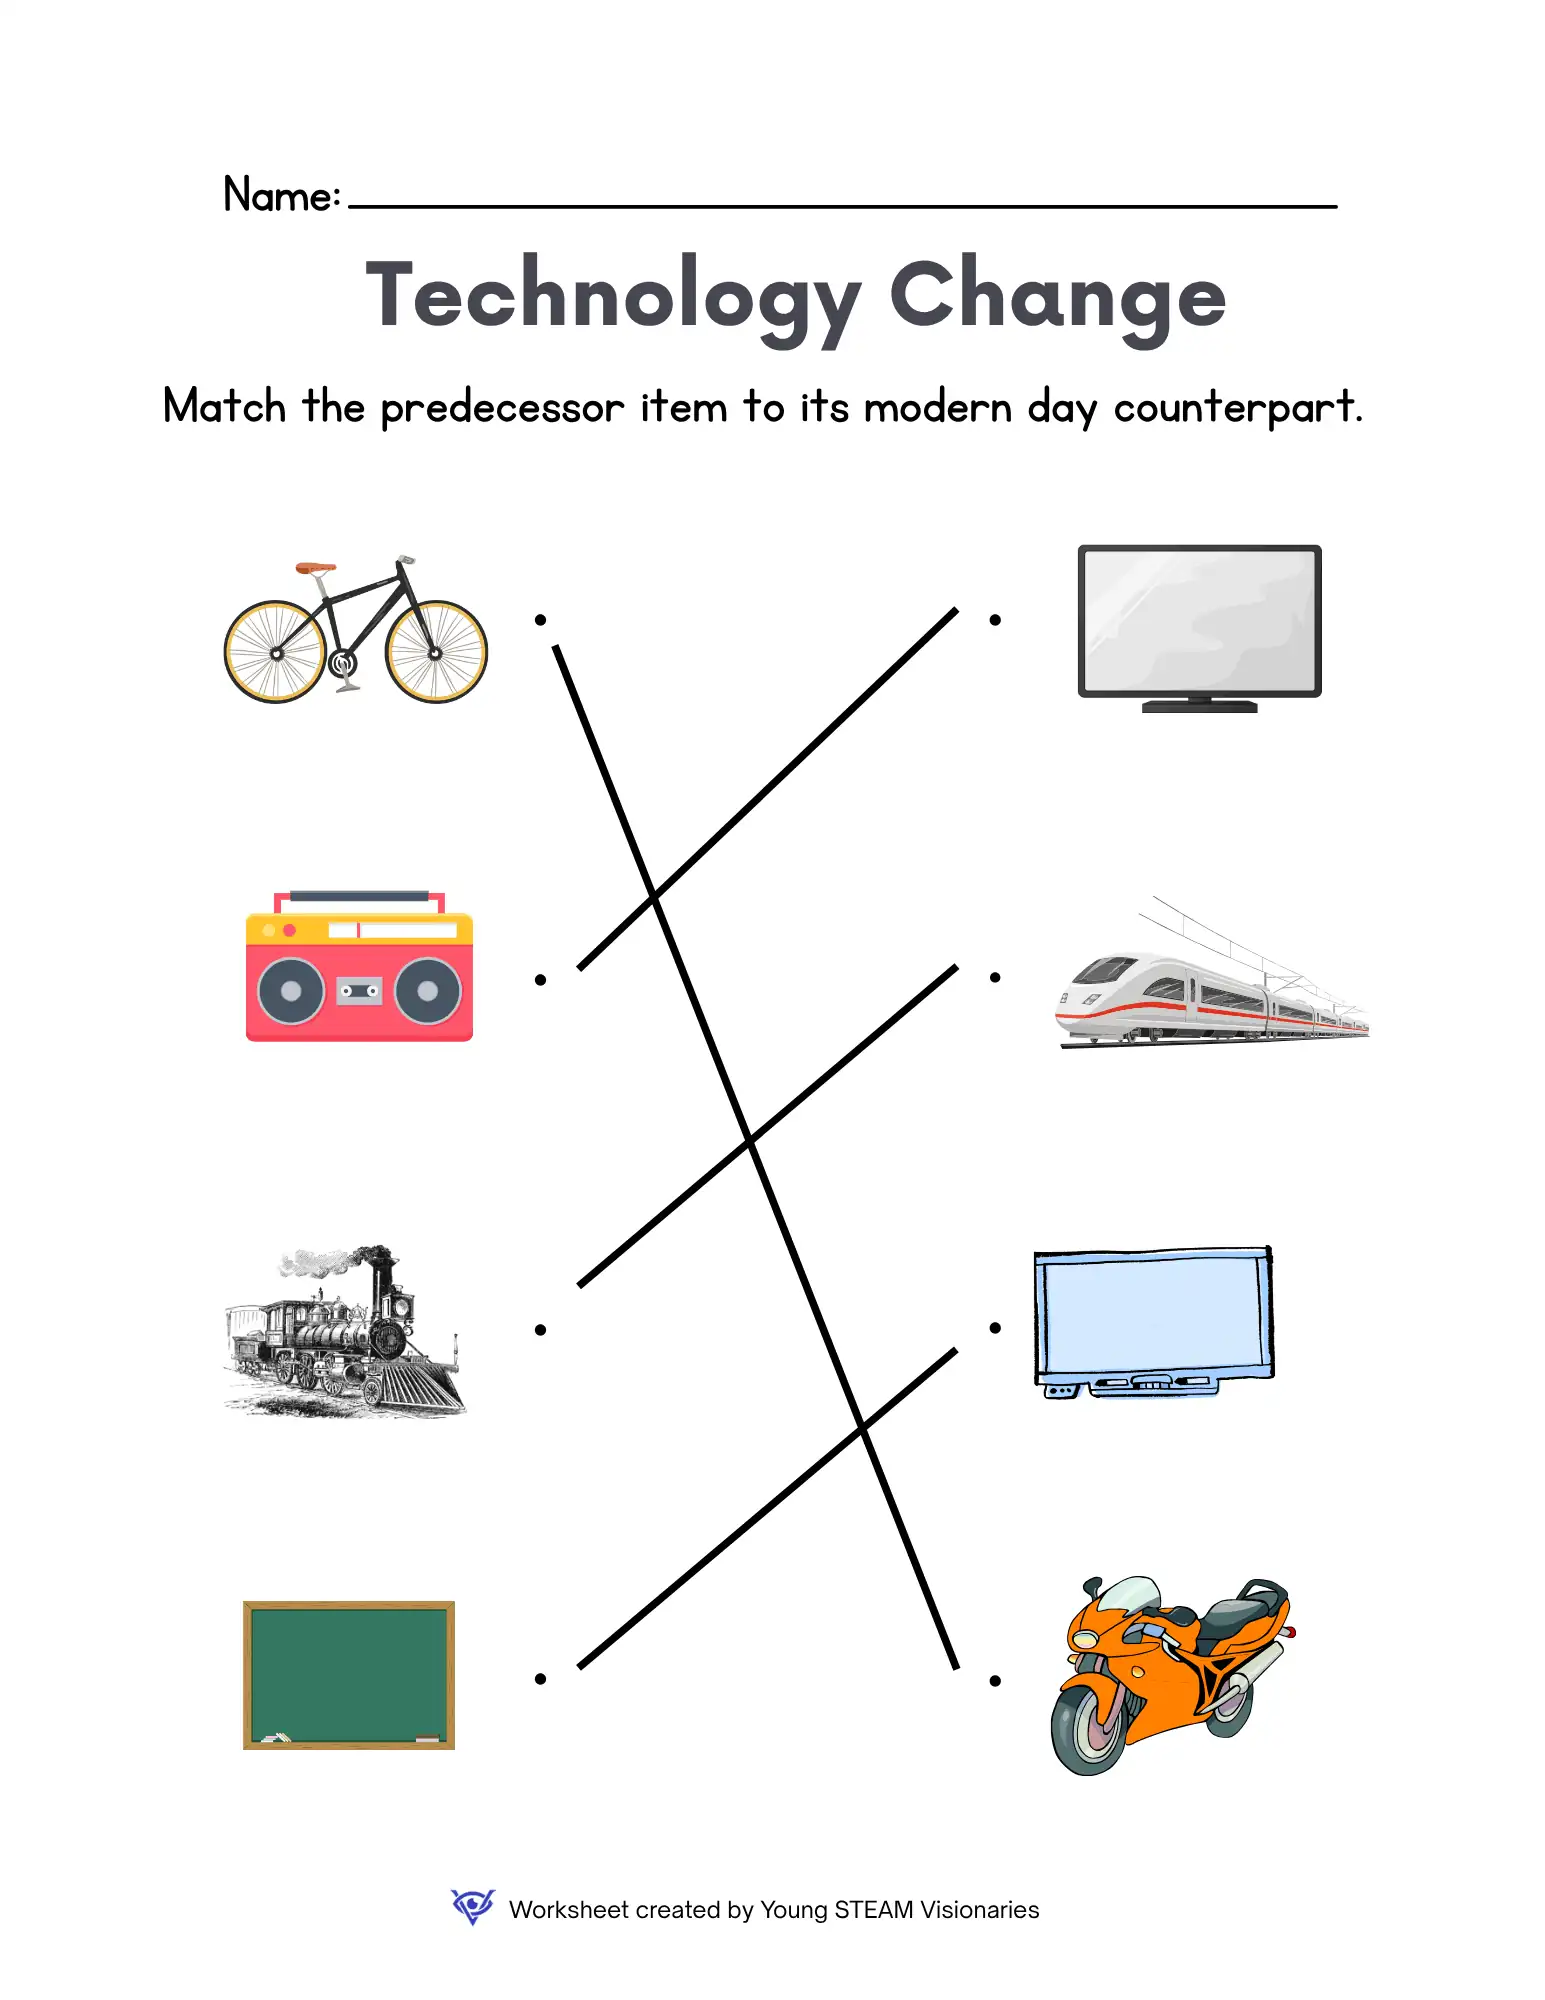 Name:
Technology Change
Match the predecessor item to its modern day counterpart.
Worksheet created by Young STEAM Visionaries